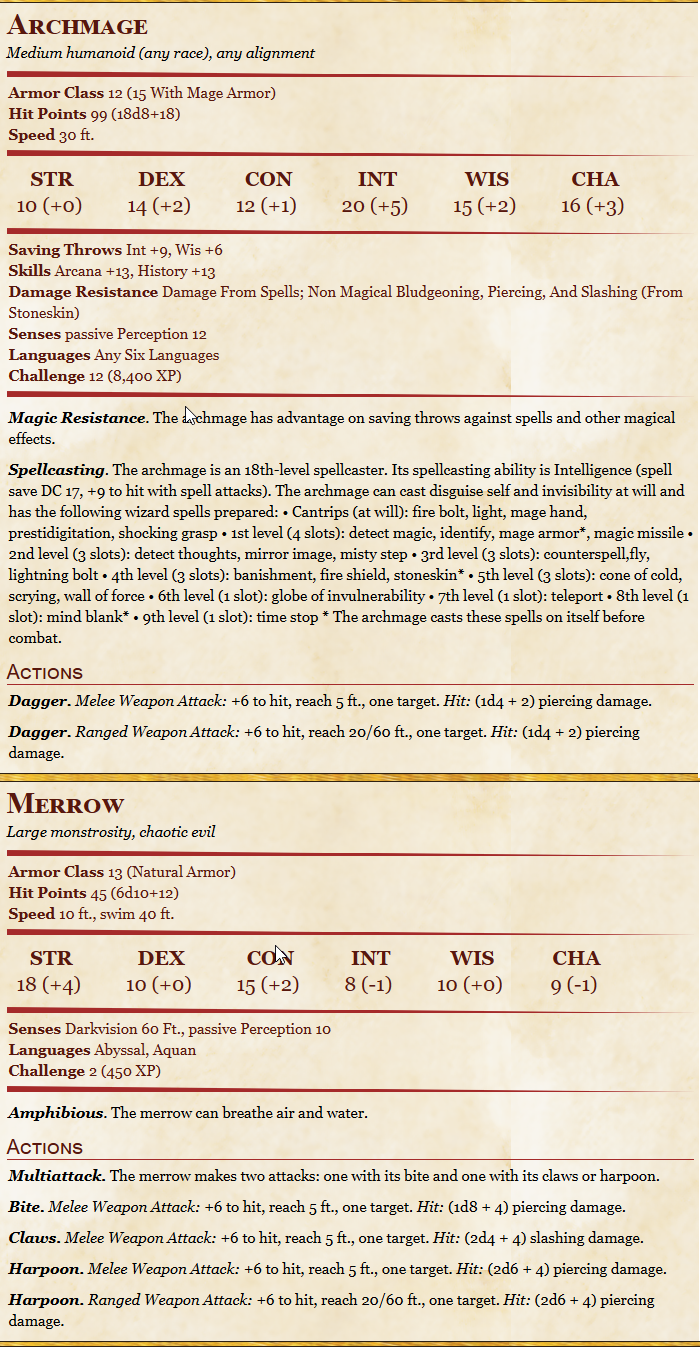 Archmage
Medium humanoid (any race), any alignment
Armor Class 12 (15 With Mage Armor)
Hit Points 99 (18d8+18)
Speed 30 ft.
STR DEX CON INT WIS CHA
10 (+0) 14 (+2) 12 (+1) 20 (+5) 15 (+2) 16 (+3)
Saving Throws Int +9, Wis +6
Skills Arcana +13, History +13
Damage Resistance Damage From Spells; Non Magical Bludgeoning, Piercing, And Slashing (From
Stoneskin)
Senses passive Perception 12
Languages Any Six Languages
Challenge 12 (8,400 XP)
Magic Resistance. The archmage has advantage on saving throws against spells and other magical
effects.
Spellcasting. The archmage is an 18th-level spellcaster. Its spellcasting ability is Intelligence (spell
save DC 17, +9 to hit with spell attacks). The archmage can cast disguise self and invisibility at will and
has the following wizard spells prepared: • Cantrips (at will): fire bolt, light, mage hand,
prestidigitation, shocking grasp • 1st level (4 slots): detect magic, identify, mage armor*, magic missile •
2nd level (3 slots): detect thoughts, mirror image, misty step • 3rd level (3 slots): counterspell,fly,
lightning bolt • 4th level (3 slots): banishment, fire shield, stoneskin* • 5th level (3 slots): cone of cold,
scrying, wall of force • 6th level (1 slot): globe of invulnerability • 7th level (1 slot): teleport • 8th level (1
slot): mind blank* • 9th level (1 slot): time stop * The archmage casts these spells on itself before
combat.
Actions
Dagger. Melee Weapon Attack: +6 to hit, reach 5 ft., one target. Hit: (1d4 + 2) piercing damage.
Dagger. Ranged Weapon Attack: +6 to hit, reach 20/60 ft., one target. Hit: (1d4 + 2) piercing
damage.
Merrow
Large monstrosity, chaotic evil
Armor Class 13 (Natural Armor)
Hit Points 45 (6d10+12)
Speed 10 ft., swim 40 ft.
STR DEX CON INT WIS CHA
18 (+4) 10 (+0) 15 (+2) 8 (-1) 10 (+0) 9 (-1)
Senses Darkvision 60 Ft., passive Perception 10
Languages Abyssal, Aquan
Challenge 2 (450 XP)
Amphibious. The merrow can breathe air and water.
Actions
Multiattack. The merrow makes two attacks: one with its bite and one with its claws or harpoon.
Bite. Melee Weapon Attack: +6 to hit, reach 5 ft., one target. Hit: (1d8 + 4) piercing damage.
Claws. Melee Weapon Attack: +6 to hit, reach 5 ft., one target. Hit: (2d4 + 4) slashing damage.
Harpoon. Melee Weapon Attack: +6 to hit, reach 5 ft., one target. Hit: (2d6 + 4) piercing damage.
Harpoon. Ranged Weapon Attack: +6 to hit, reach 20/60 ft., one target. Hit: (2d6 + 4) piercing
damage.